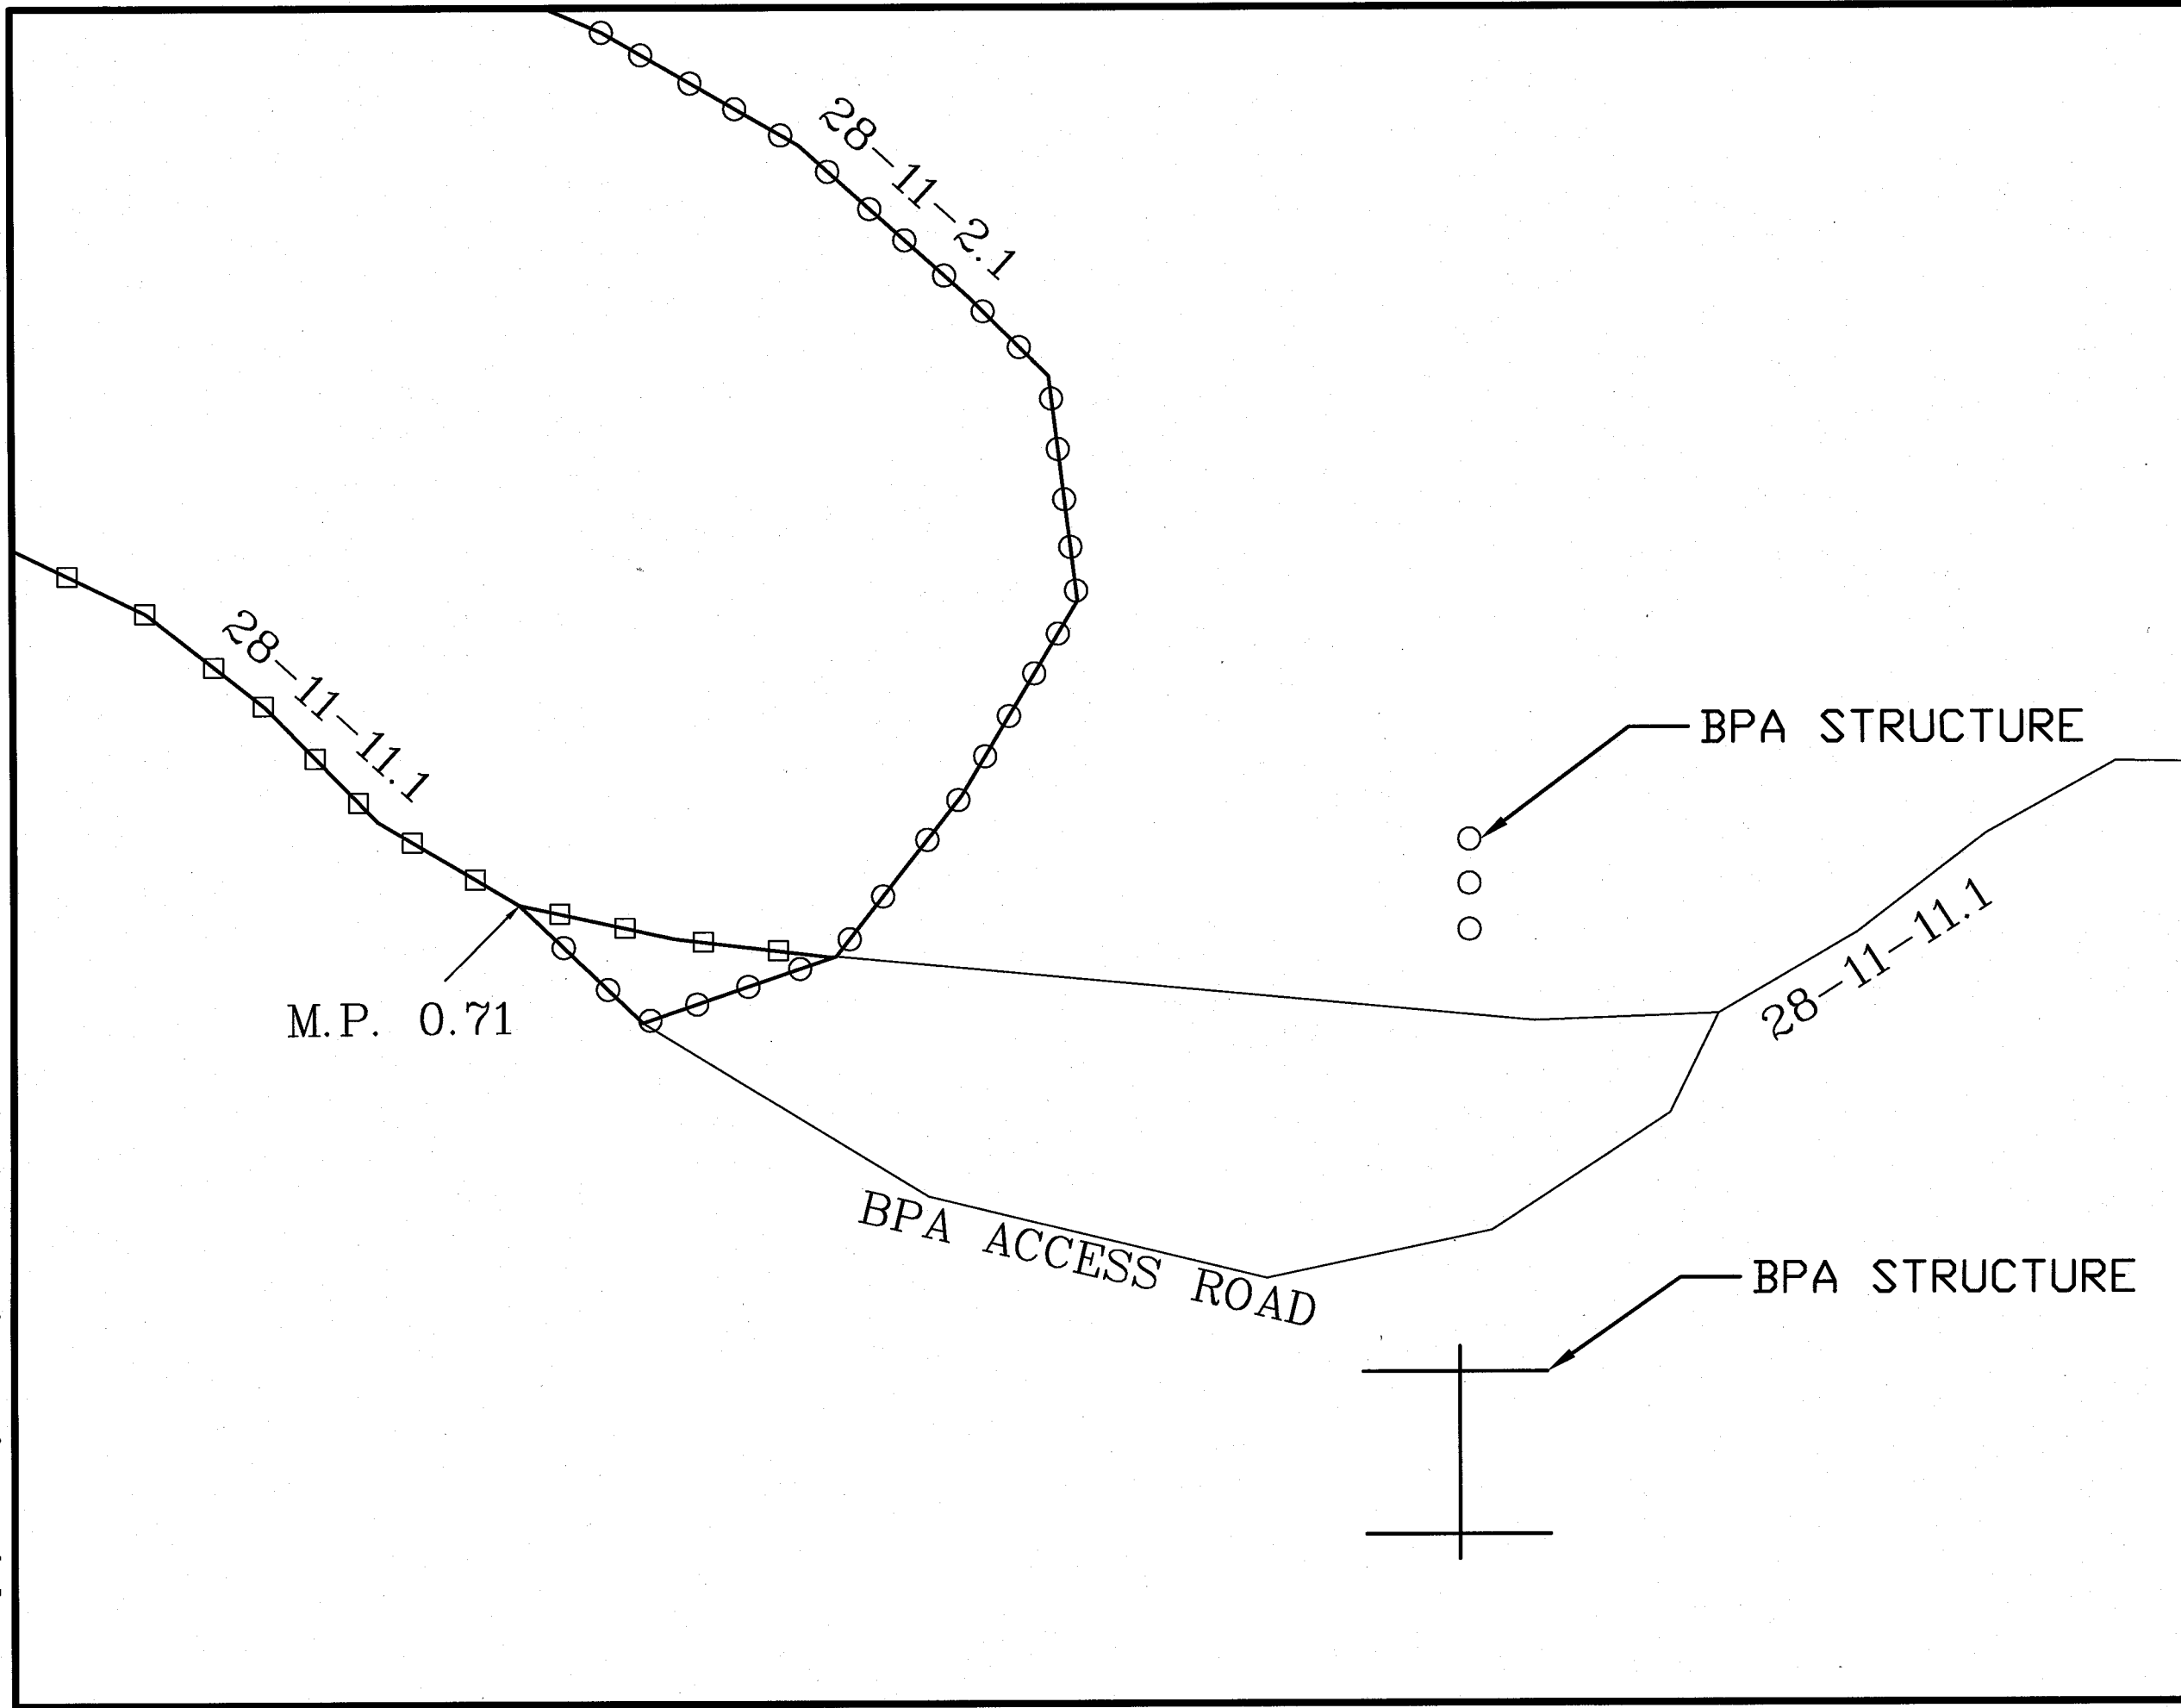 28-11-2.1
28-11-11.1
BPA STRUCTURE
28-11-11.1
M.P. 0.71
BPA ACCESS ROAD
BPA STRUCTURE